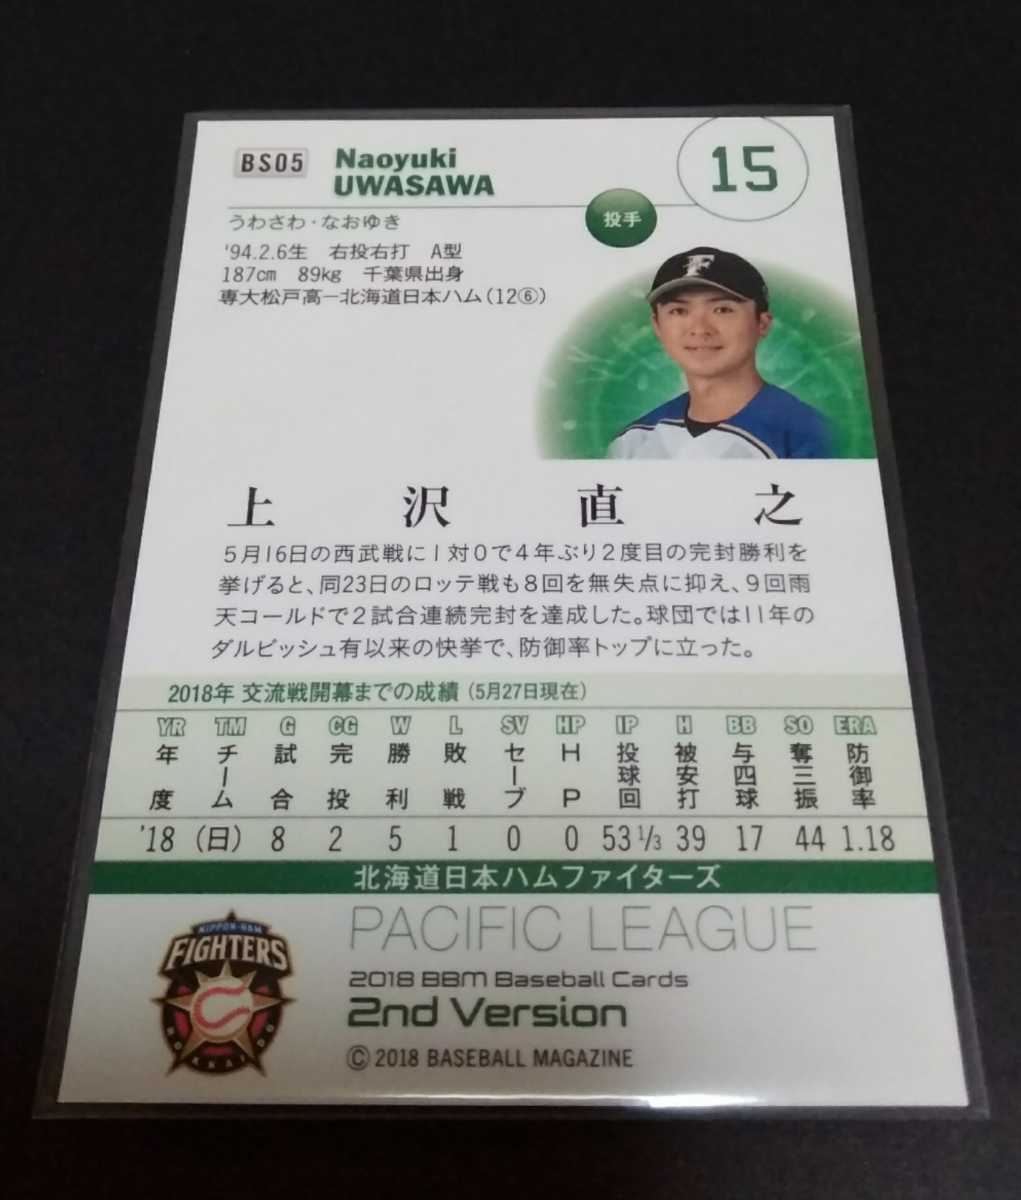 BS05
Naoyuki
UWASAWA
15
うわさわ・なおゆき
投手
'94.2.6生 右投右打 A型
187cm 89kg 千葉県出身
専大松戸高―北海道日本ハム(12⑥)
F
上沢直之
5月16日の西武戦に1対0で4年ぶり2度目の完封勝利を
挙げると、同23日のロッテ戦も8回を無失点に抑え、9回雨
天コールドで2試合連続完封を達成した。球団では11年の
ダルビッシュ有以来の快挙で、防御率トップに立った。
2018年 交流戦開幕までの成績(5月27日現在)
YR TM G CG W L SV HP IP H BB SO ERA
年度 チーム 試合 完投 勝利 敗戦 セーブ HP 投球回 被安打 与四球 奪三振 防御率
'18 (日) 8 2 5 1 0 0 53 1/3 39 17 44 1.18
北海道日本ハムファイターズ
PACIFIC LEAGUE
2018 BBM Baseball Cards
2nd Version
© 2018 BASEBALL MAGAZINE
NIPPON-HAM
FIGHTERS
HOKKAIDO